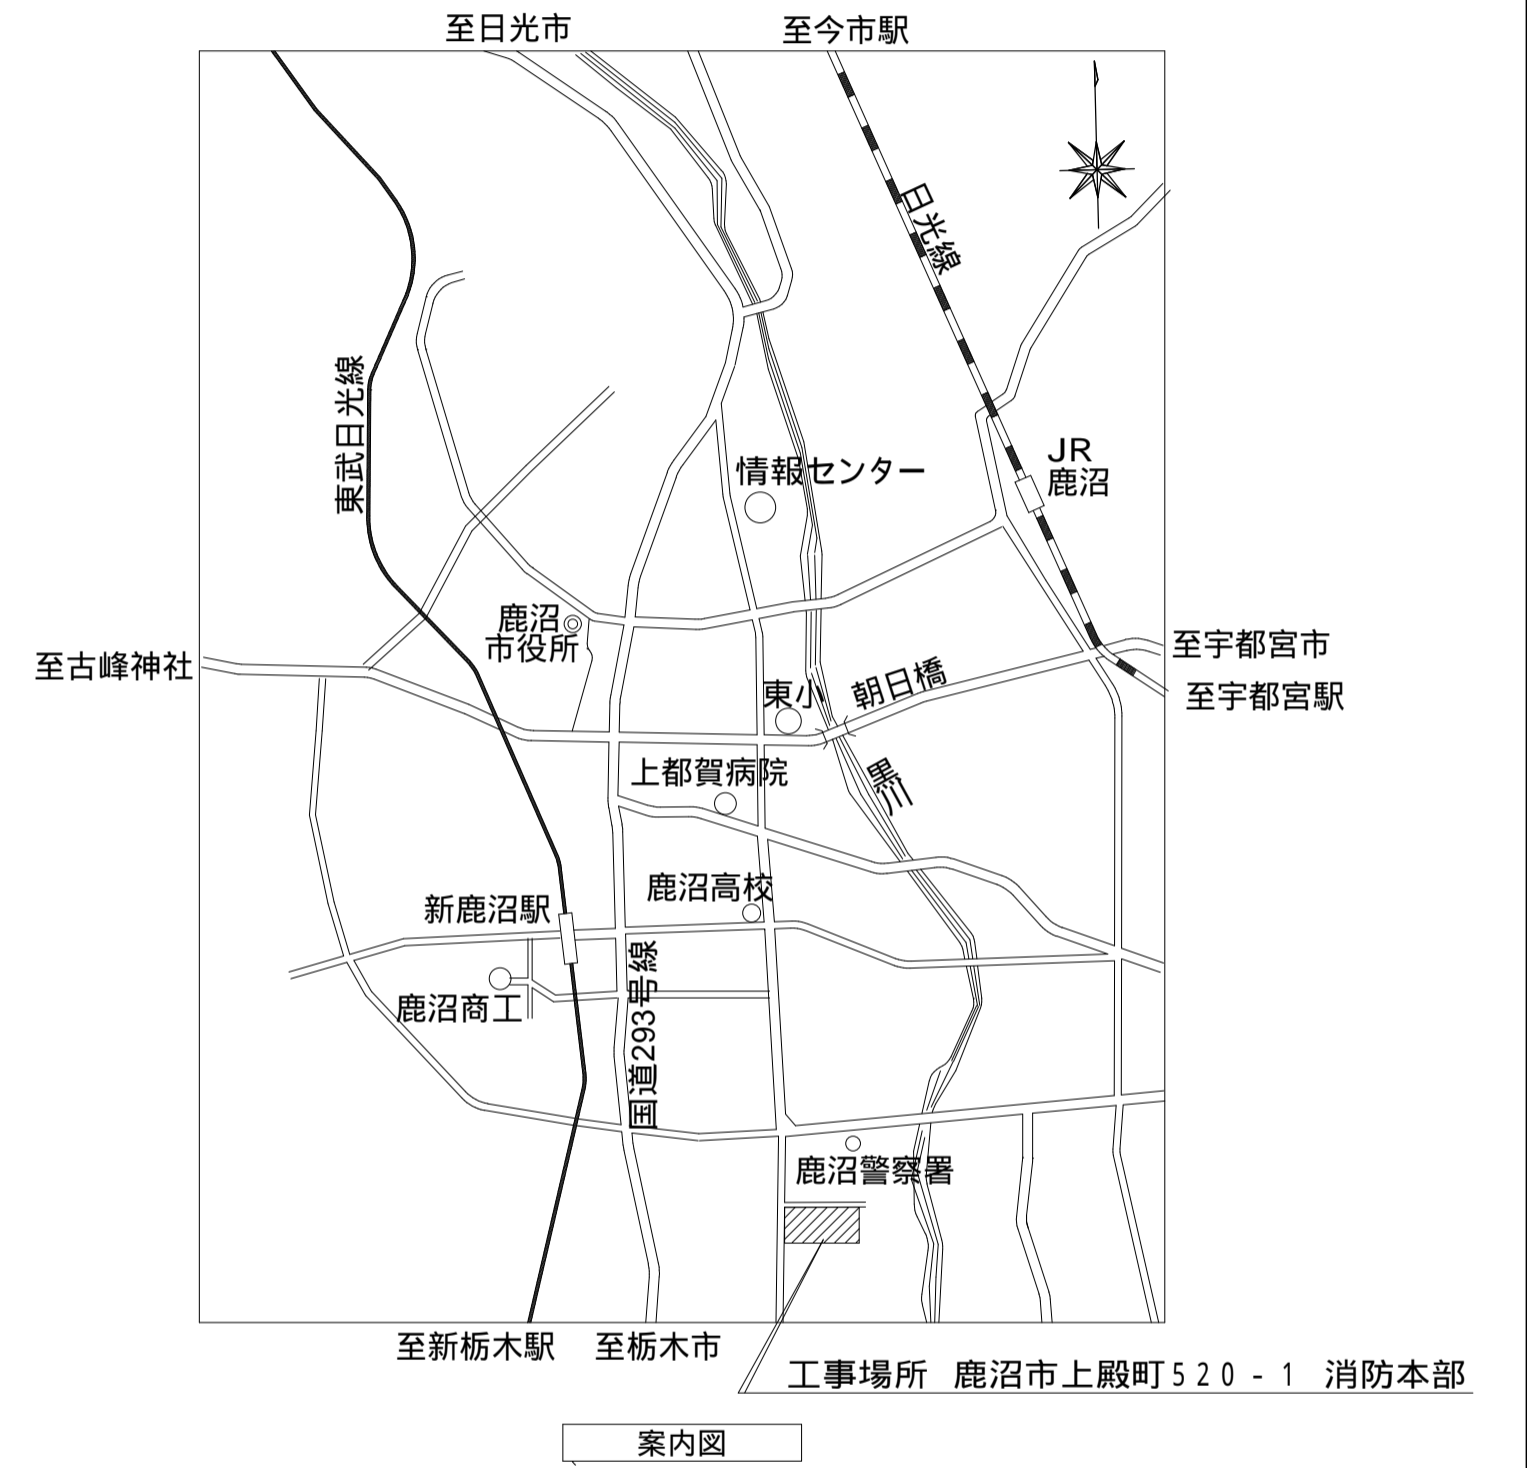 至日光市
至今市駅
日光線
東武日光線
情報センター
JR
鹿沼
鹿沼
市役所
至古峰神社
至宇都宮市
至宇都宮駅
東小
朝日橋
上都賀病院
黒川
鹿沼高校
新鹿沼駅
鹿沼商工
国道293号線
鹿沼警察署
至新栃木駅
至栃木市
工事場所 鹿沼市上殿町520-1 消防本部
案内図